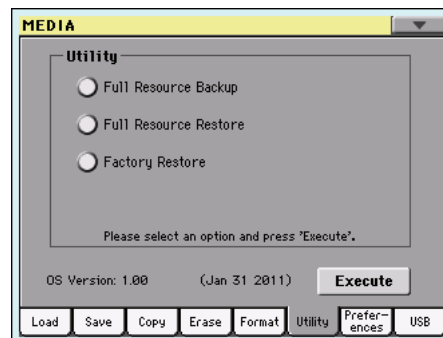 MEDIA
Utility
Full Resource Backup
Full Resource Restore
Factory Restore
Please select an option and press 'Execute'.
OS Version: 1.00 (Jan 31 2011) Execute
Load Save Copy Erase Format Utility Prefer-
ences USB